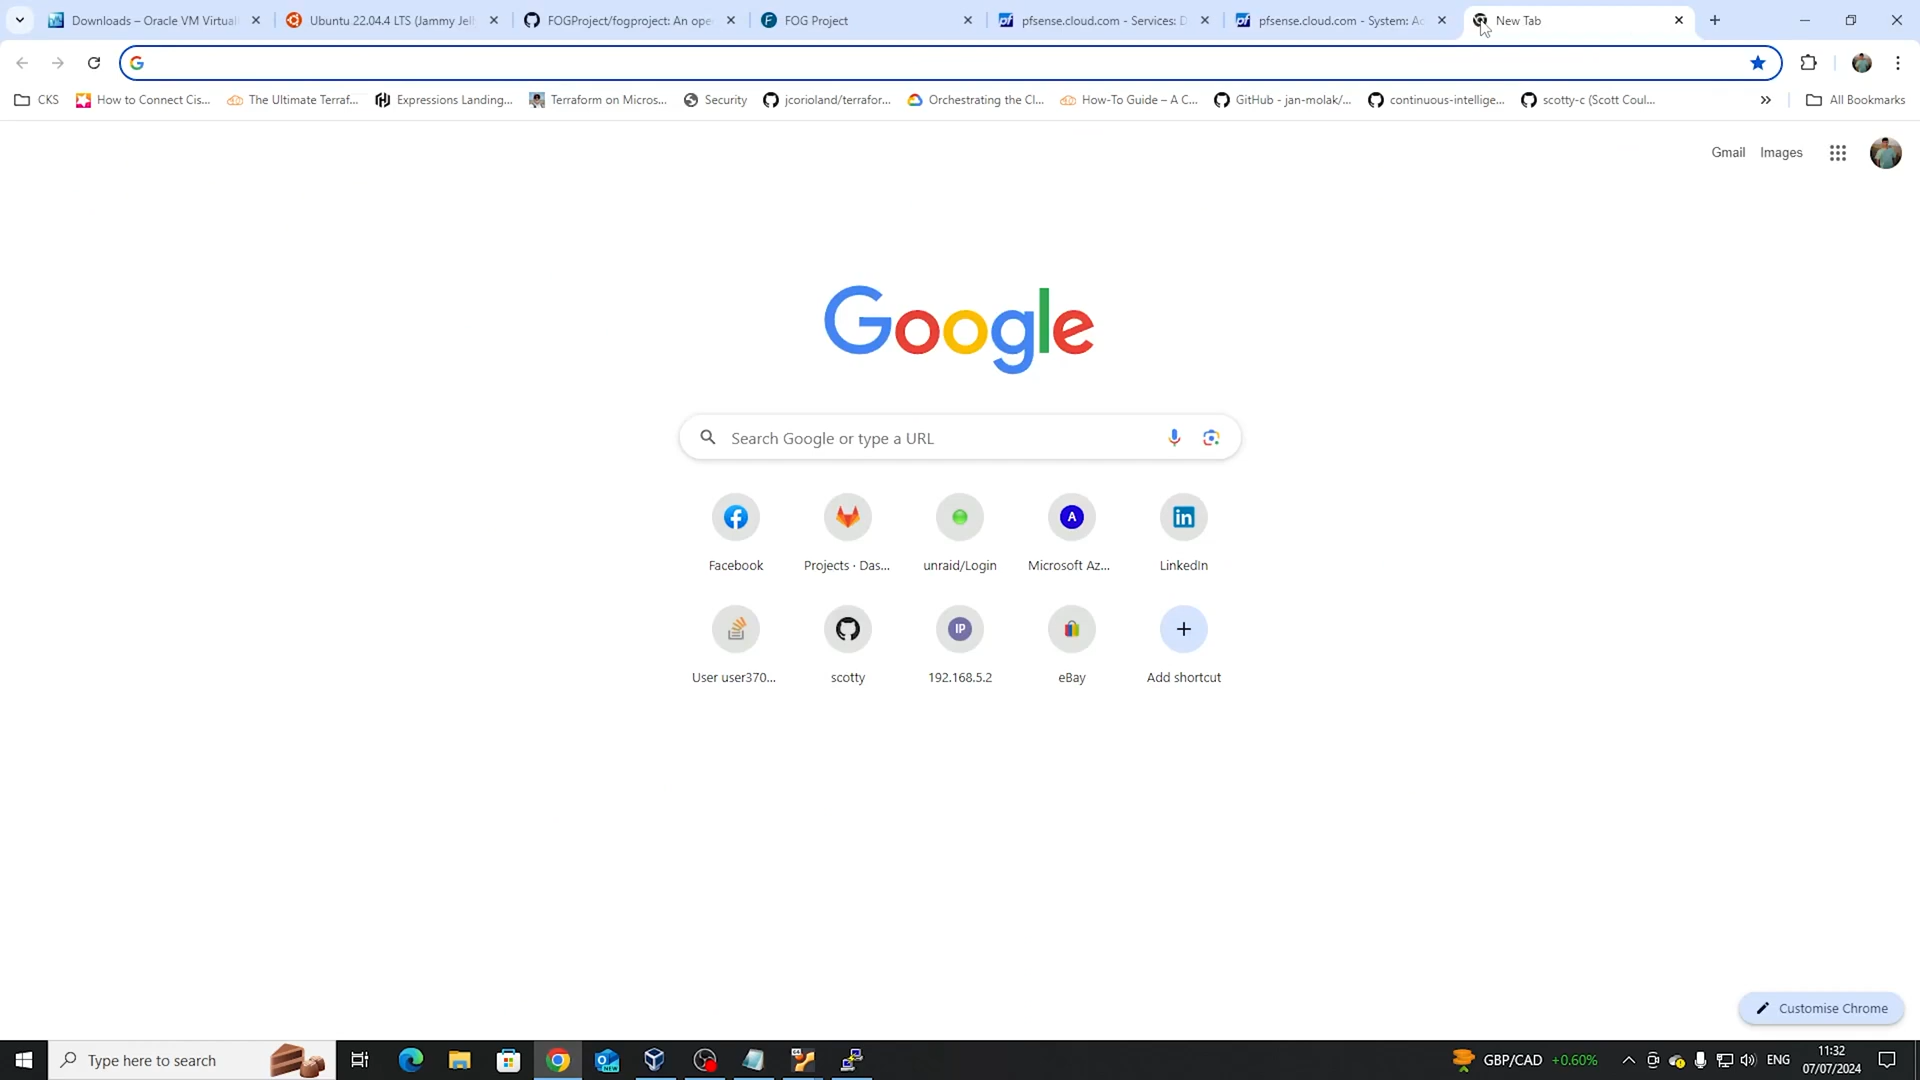 Downloads – Oracle VM Virtual
Ubuntu 22.04.4 LTS (Jammy Jell
FOGProject/fogproject: An ope
FOG Project
pfsense.cloud.com - Services: D
pfsense.cloud.com - System: Ac
New Tab
CKS
How to Connect Cis...
The Ultimate Terraf...
Expressions Landing...
Terraform on Micros...
Security
jcorioland/terrafor...
Orchestrating the Cl...
How-To Guide – A C...
GitHub - jan-molak/...
continuous-intellige...
scotty-c (Scott Coul...
All Bookmarks
Gmail
Images
Google
Search Google or type a URL
Facebook
Projects · Das...
unraid/Login
A
Microsoft Az...
LinkedIn
User user370...
scotty
IP
192.168.5.2
eBay
Add shortcut
Customise Chrome
Type here to search
GBP/CAD +0.60%
ENG
11:32
07/07/2024